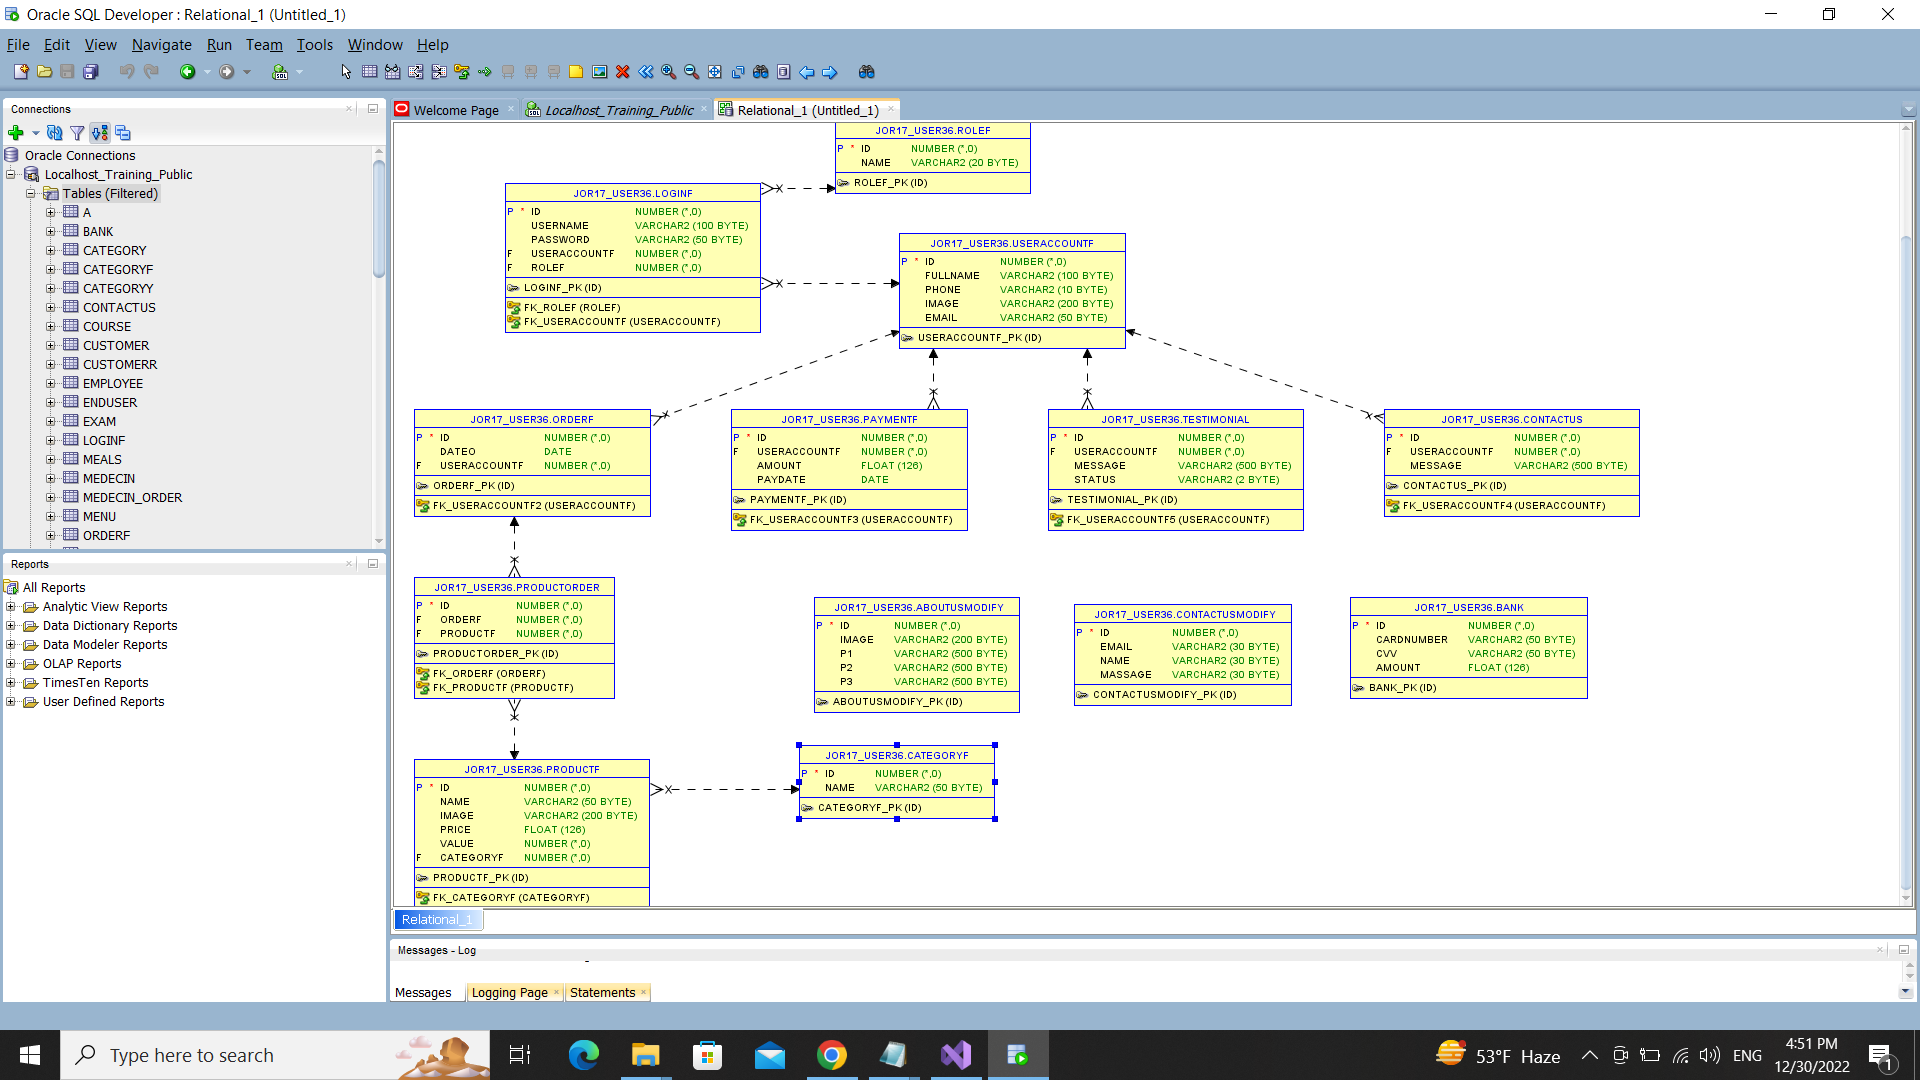 Oracle SQL Developer : Relational_1 (Untitled_1)
File Edit View Navigate Run Team Tools Window Help
Connections
Oracle Connections
Localhost_Training_Public
Tables (Filtered)
A
BANK
CATEGORY
CATEGORYF
CATEGORYY
CONTACTUS
COURSE
CUSTOMER
CUSTOMERR
EMPLOYEE
ENDUSER
EXAM
LOGINF
MEALS
MEDECIN
MEDECIN_ORDER
MENU
ORDERF
Reports
All Reports
Analytic View Reports
Data Dictionary Reports
Data Modeler Reports
OLAP Reports
TimesTen Reports
User Defined Reports
Welcome Page Localhost_Training_Public Relational_1 (Untitled_1)
JOR17_USER36.ROLEF
P * ID NUMBER (*,0)
NAME VARCHAR2 (20 BYTE)
ROLEF_PK (ID)
JOR17_USER36.LOGINF
P * ID NUMBER (*,0)
USERNAME VARCHAR2 (100 BYTE)
PASSWORD VARCHAR2 (50 BYTE)
F USERACCOUNTF NUMBER (*,0)
F ROLEF NUMBER (*,0)
LOGINF_PK (ID)
FK_ROLEF (ROLEF)
FK_USERACCOUNTF (USERACCOUNTF)
JOR17_USER36.USERACCOUNTF
P * ID NUMBER (*,0)
FULLNAME VARCHAR2 (100 BYTE)
PHONE VARCHAR2 (10 BYTE)
IMAGE VARCHAR2 (200 BYTE)
EMAIL VARCHAR2 (50 BYTE)
USERACCOUNTF_PK (ID)
JOR17_USER36.ORDERF
P * ID NUMBER (*,0)
DATEO DATE
F USERACCOUNTF NUMBER (*,0)
ORDERF_PK (ID)
FK_USERACCOUNTF2 (USERACCOUNTF)
JOR17_USER36.PAYMENTF
P * ID NUMBER (*,0)
F USERACCOUNTF NUMBER (*,0)
AMOUNT FLOAT (126)
PAYDATE DATE
PAYMENTF_PK (ID)
FK_USERACCOUNTF3 (USERACCOUNTF)
JOR17_USER36.TESTIMONIAL
P * ID NUMBER (*,0)
F USERACCOUNTF NUMBER (*,0)
MESSAGE VARCHAR2 (500 BYTE)
STATUS VARCHAR2 (2 BYTE)
TESTIMONIAL_PK (ID)
FK_USERACCOUNTF5 (USERACCOUNTF)
JOR17_USER36.CONTACTUS
P * ID NUMBER (*,0)
F USERACCOUNTF NUMBER (*,0)
MESSAGE VARCHAR2 (500 BYTE)
CONTACTUS_PK (ID)
FK_USERACCOUNTF4 (USERACCOUNTF)
JOR17_USER36.PRODUCTORDER
P * ID NUMBER (*,0)
F ORDERF NUMBER (*,0)
F PRODUCTF NUMBER (*,0)
PRODUCTORDER_PK (ID)
FK_ORDERF (ORDERF)
FK_PRODUCTF (PRODUCTF)
JOR17_USER36.ABOUTUSMODIFY
P * ID NUMBER (*,0)
IMAGE VARCHAR2 (200 BYTE)
P1 VARCHAR2 (500 BYTE)
P2 VARCHAR2 (500 BYTE)
P3 VARCHAR2 (500 BYTE)
ABOUTUSMODIFY_PK (ID)
JOR17_USER36.CONTACTUSMODIFY
P * ID NUMBER (*,0)
EMAIL VARCHAR2 (30 BYTE)
NAME VARCHAR2 (30 BYTE)
MASSAGE VARCHAR2 (30 BYTE)
CONTACTUSMODIFY_PK (ID)
JOR17_USER36.BANK
P * ID NUMBER (*,0)
CARDNUMBER VARCHAR2 (50 BYTE)
CVV VARCHAR2 (50 BYTE)
AMOUNT FLOAT (126)
BANK_PK (ID)
JOR17_USER36.PRODUCTF
P * ID NUMBER (*,0)
NAME VARCHAR2 (50 BYTE)
IMAGE VARCHAR2 (200 BYTE)
PRICE FLOAT (126)
VALUE NUMBER (*,0)
F CATEGORYF NUMBER (*,0)
PRODUCTF_PK (ID)
FK_CATEGORYF (CATEGORYF)
JOR17_USER36.CATEGORYF
P * ID NUMBER (*,0)
NAME VARCHAR2 (50 BYTE)
CATEGORYF_PK (ID)
Relational_1
Messages - Log
Messages Logging Page Statements
Type here to search
53°F Haze
ENG
4:51 PM
12/30/2022
1